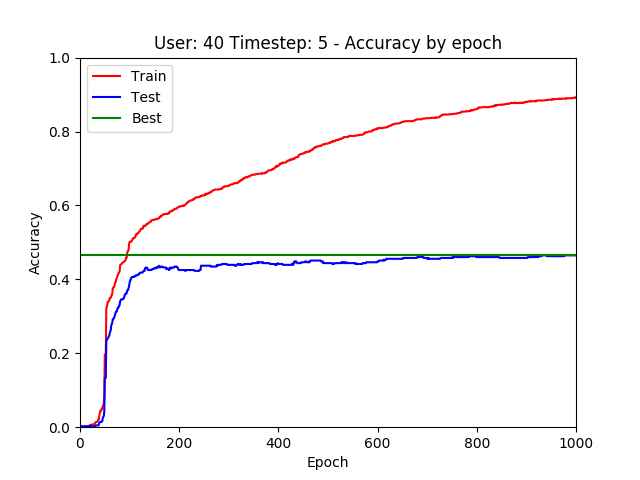 User: 40 Timestep: 5 - Accuracy by epoch
1.0
0.8
0.6
0.4
0.2
0.0
Accuracy
Train
Test
Best
0 200 400 600 800 1000
Epoch